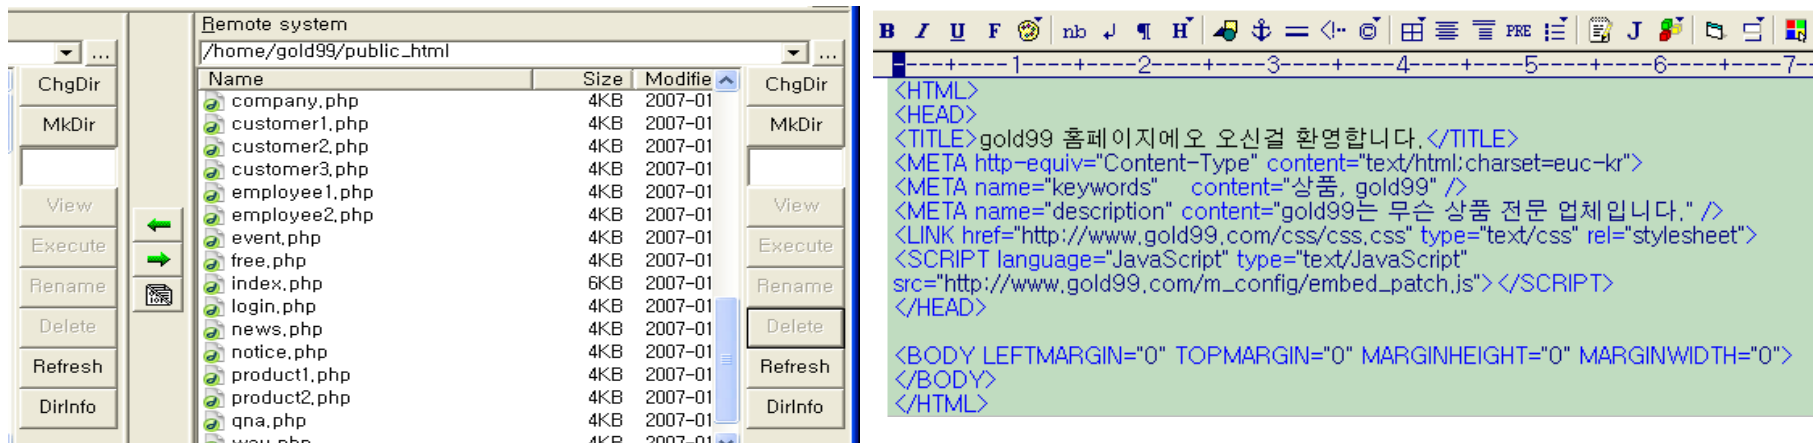 Remote system
/home/gold99/public_html
...
...
Name Size Modifie
ChgDir
MkDir
View
Execute
Rename
Delete
Refresh
DirInfo
company.php 4KB 2007-01
customer1.php 4KB 2007-01
customer2.php 4KB 2007-01
customer3.php 4KB 2007-01
employee1.php 4KB 2007-01
employee2.php 4KB 2007-01
event.php 4KB 2007-01
free.php 4KB 2007-01
index.php 6KB 2007-01
login.php 4KB 2007-01
news.php 4KB 2007-01
notice.php 4KB 2007-01
product1.php 4KB 2007-01
product2.php 4KB 2007-01
qna.php 4KB 2007-01
4KB 2007-01
ChgDir
MkDir
View
Execute
Rename
Delete
Refresh
DirInfo
B I U F nb ¶ H PRE J
----+----1----+----2----+----3----+----4----+----5----+----6----+----7--
<HTML>
<HEAD>
<TITLE>gold99 홈페이지에오 오신걸 환영합니다.</TITLE>
<META http-equiv="Content-Type" content="text/html;charset=euc-kr">
<META name="keywords" content="상품, gold99" />
<META name="description" content="gold99는 무슨 상품 전문 업체입니다." />
<LINK href="http://www.gold99.com/css/css.css" type="text/css" rel="stylesheet">
<SCRIPT language="JavaScript" type="text/JavaScript"
src="http://www.gold99.com/m_config/embed_patch.js"></SCRIPT>
</HEAD>
<BODY LEFTMARGIN="0" TOPMARGIN="0" MARGINHEIGHT="0" MARGINWIDTH="0">
</BODY>
</HTML>